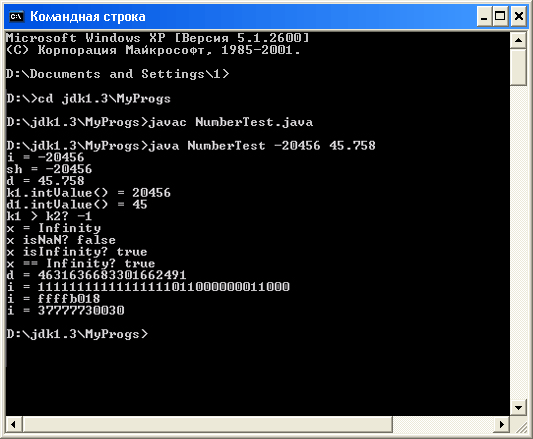 Командная строка
Microsoft Windows XP [Версия 5.1.2600]
(C) Корпорация Майкрософт, 1985-2001.
D:\Documents and Settings\1>
D:\>cd jdk1.3\MyProgs
D:\jdk1.3\MyProgs>javac NumberTest.java
D:\jdk1.3\MyProgs>java NumberTest -20456 45.758
i = -20456
sh = -20456
d = 45.758
k1.intValue() = 20456
d1.intValue() = 45
k1 > k2? -1
x = Infinity
x isNaN? false
x isInfinity? true
x == Infinity? true
d = 4631636683301662491
i = 11111111111111111011000000011000
i = ffffb018
i = 37777730030
D:\jdk1.3\MyProgs>